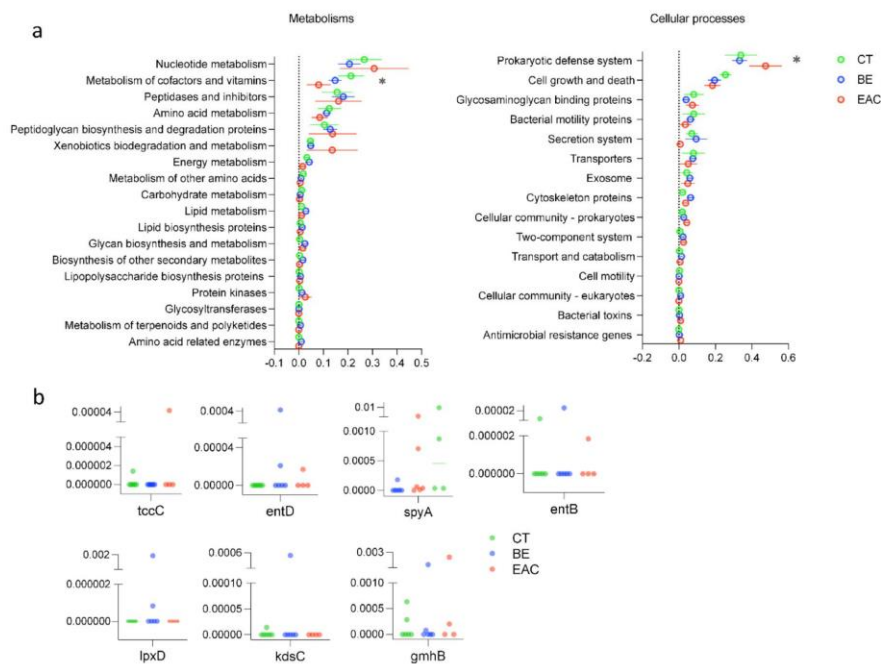 a
Metabolisms
Nucleotide metabolism
Metabolism of cofactors and vitamins
Peptidases and inhibitors
Amino acid metabolism
Peptidoglycan biosynthesis and degradation proteins
Xenobiotics biodegradation and metabolism
Energy metabolism
Metabolism of other amino acids
Carbohydrate metabolism
Lipid metabolism
Lipid biosynthesis proteins
Glycan biosynthesis and metabolism
Biosynthesis of other secondary metabolites
Lipopolysaccharide biosynthesis proteins
Protein kinases
Glycosyltransferases
Metabolism of terpenoids and polyketides
Amino acid related enzymes
*
-0.1 0.0 0.1 0.2 0.3 0.4 0.5
Cellular processes
Prokaryotic defense system
Cell growth and death
Glycosaminoglycan binding proteins
Bacterial motility proteins
Secretion system
Transporters
Exosome
Cytoskeleton proteins
Cellular community - prokaryotes
Two-component system
Transport and catabolism
Cell motility
Cellular community - eukaryotes
Bacterial toxins
Antimicrobial resistance genes
*
-0.2 0.0 0.2 0.4 0.6
CT
BE
EAC
b
0.00004
0.000004
0.000002
0.000000
tccC
0.0004
0.00004
0.00002
0.00000
entD
0.01
0.0010
0.0005
0.0000
spyA
0.00002
0.000002
0.000000
entB
0.002
0.000002
0.000000
lpxD
0.0006
0.00010
0.00005
0.00000
kdsC
0.003
0.0010
0.0005
0.0000
gmhB
CT
BE
EAC